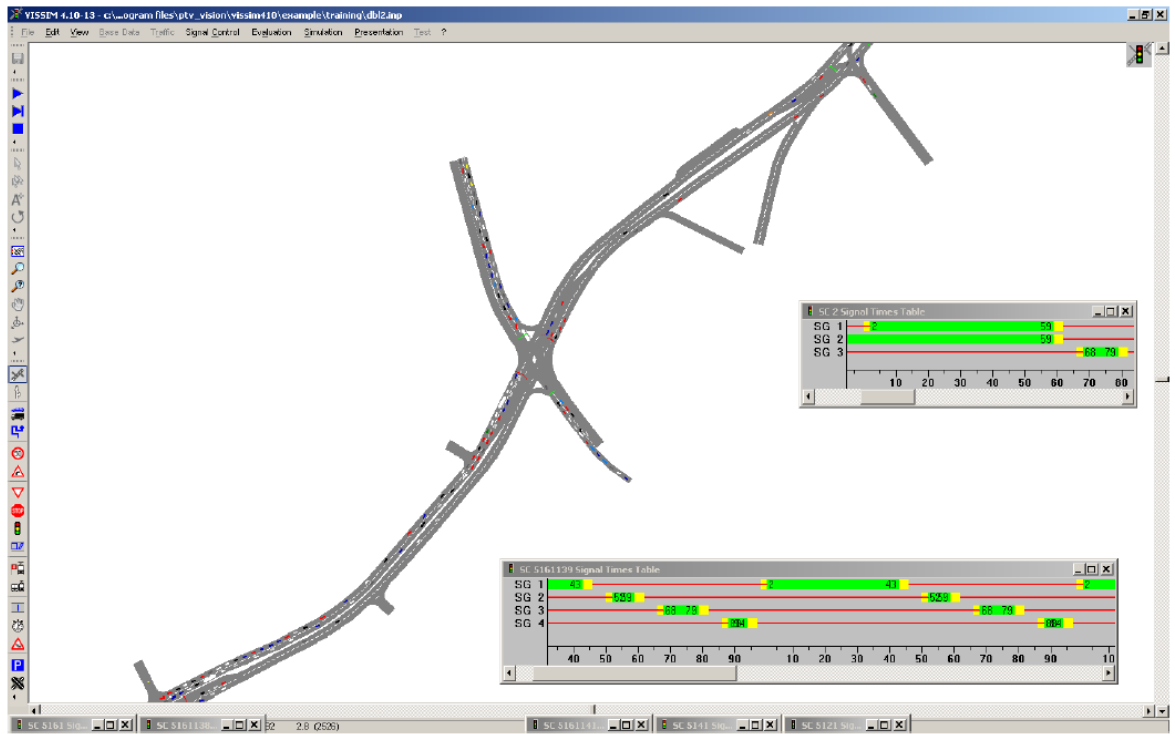 VISSIM 4.10-13 - c:\...ogram files\ptv_vision\vissim410\example\training\dbl2.inp
File Edit View Base Data Traffic Signal Control Evaluation Simulation Presentation Test ?
SC 2 Signal Times Table
SG 1 2 59
SG 2 59
SG 3 68 79
10 20 30 40 50 60 70 80
SC 5161139 Signal Times Table
SG 1 43 2 43 2
SG 2 59 59
SG 3 68 79 68 79
SG 4
40 50 60 70 80 90 10 20 30 40 50 60 70 80 90 10
2.8 (2526)
SC 5161 Sig... SC 5161138... SC 5161141... SC 5141 Sig... SC 5121 Sig...